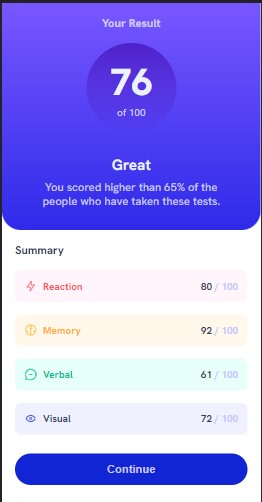 Your Result
76
of 100
Great
You scored higher than 65% of the
people who have taken these tests.
Summary
Reaction 80 / 100
Memory 92 / 100
Verbal 61 / 100
Visual 72 / 100
Continue